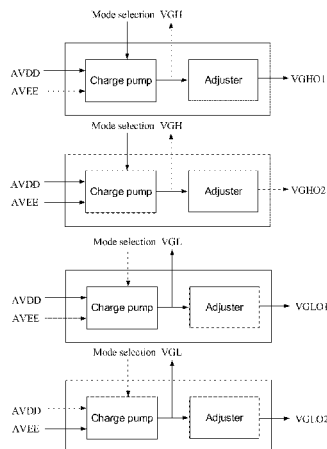 Mode selection VGH
AVDD
AVEE
Charge pump
Adjuster
VGHO1
Mode selection VGH
AVDD
AVEE
Charge pump
Adjuster
VGHO2
Mode selection VGL
AVDD
AVEE
Charge pump
Adjuster
VGLO1
Mode selection VGL
AVDD
AVEE
Charge pump
Adjuster
VGLO2